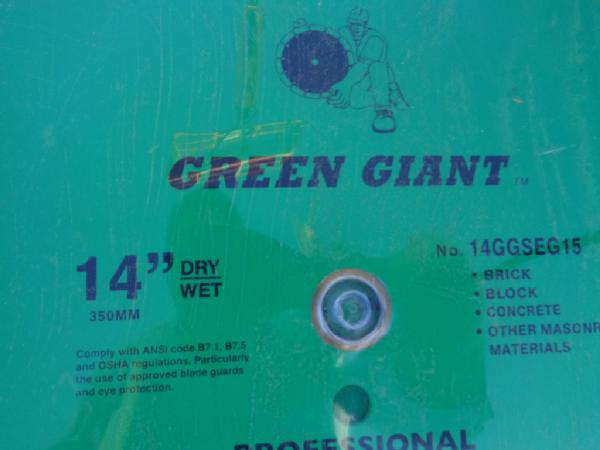 GREEN GIANT TM
14” DRY
WET
350MM
Comply with ANSI code B7.1, B7.5
and OSHA regulations. Particularly
the use of approved blade guards
and eye protection.
No. 14GGSEG15
• BRICK
• BLOCK
• CONCRETE
• OTHER MASONR
MATERIALS
PROFESSIONAL